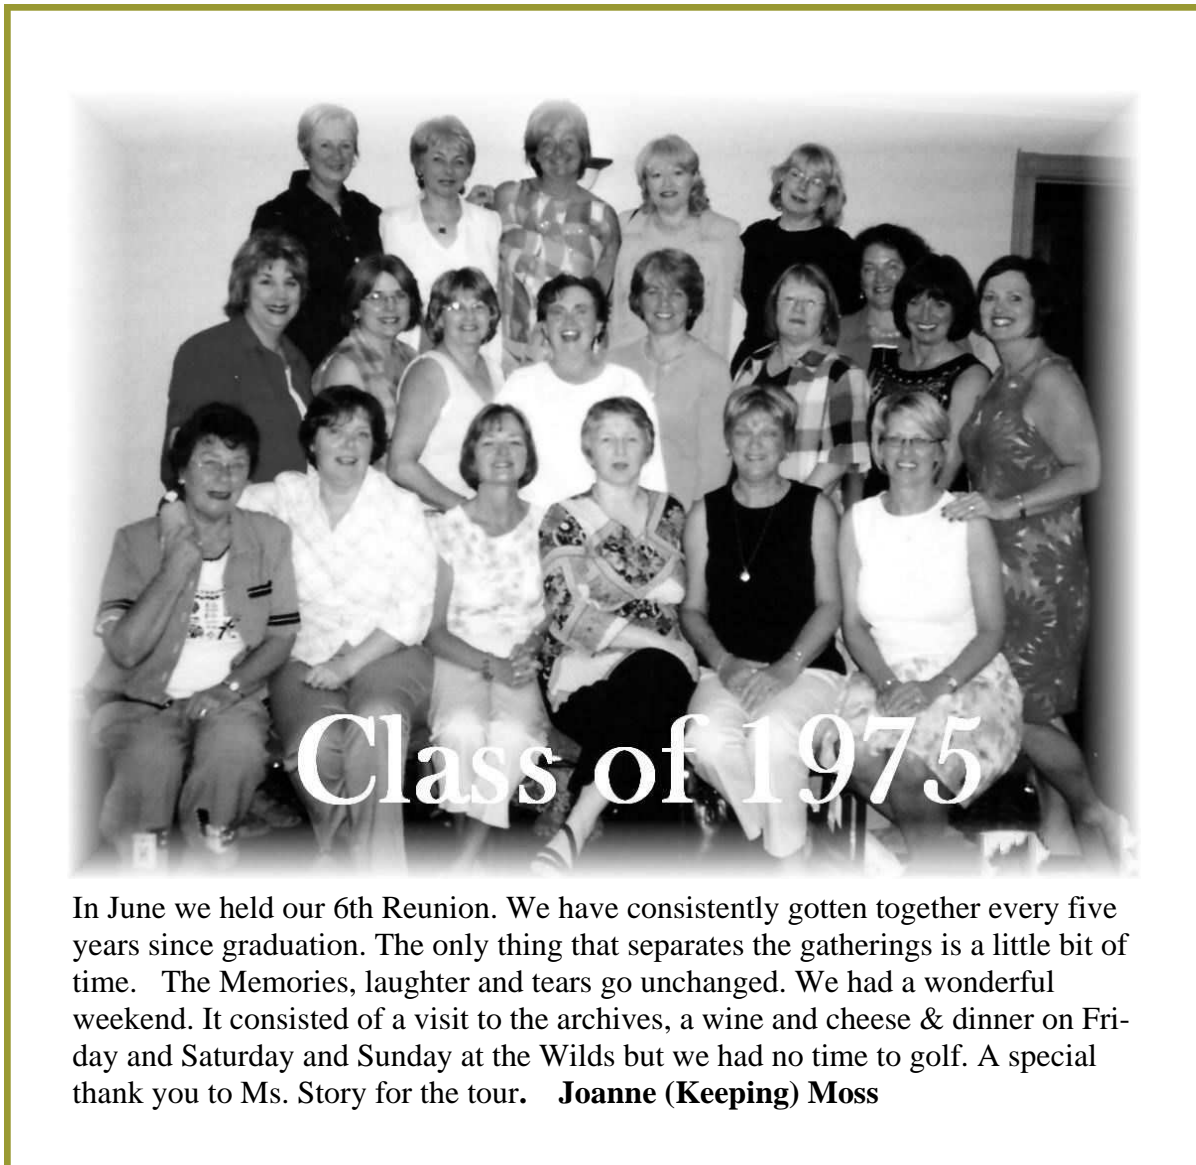 Class of 1975
In June we held our 6th Reunion. We have consistently gotten together every five
years since graduation. The only thing that separates the gatherings is a little bit of
time.   The Memories, laughter and tears go unchanged. We had a wonderful
weekend. It consisted of a visit to the archives, a wine and cheese & dinner on Fri-
day and Saturday and Sunday at the Wilds but we had no time to golf. A special
thank you to Ms. Story for the tour.    Joanne (Keeping) Moss